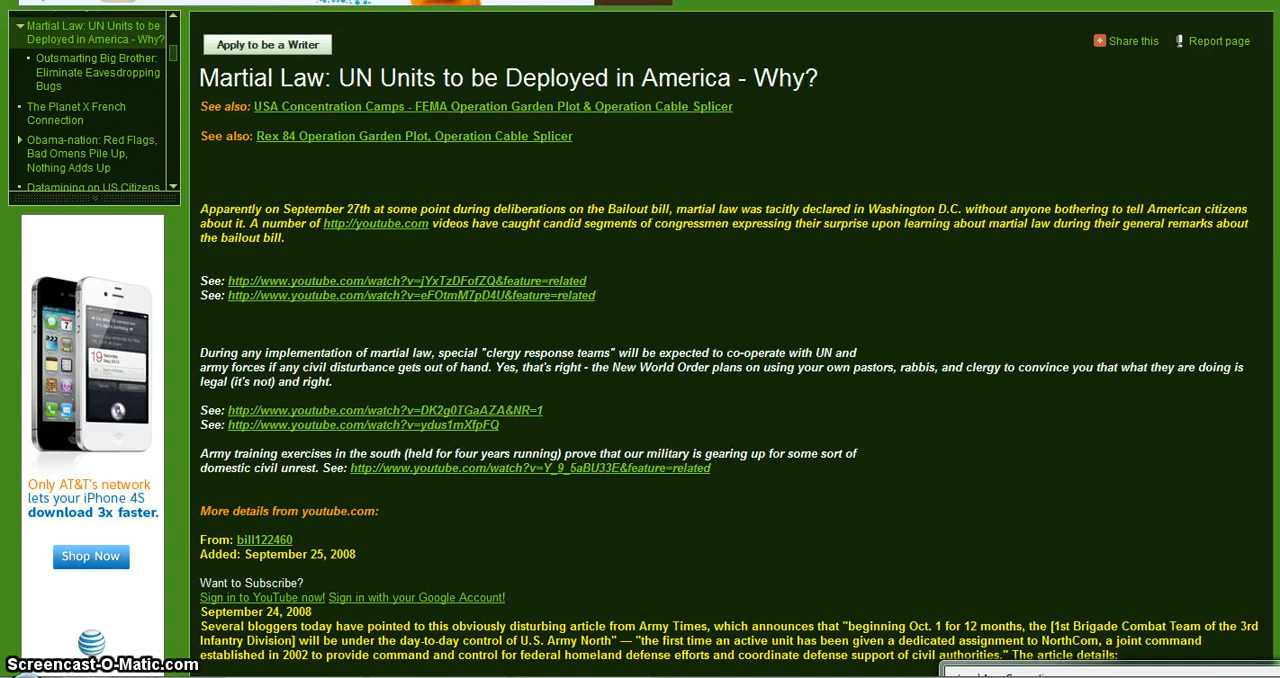 Martial Law: UN Units to be
Deployed in America - Why?
Outsmarting Big Brother:
Eliminate Eavesdropping
Bugs
The Planet X French
Connection
Obama-nation: Red Flags,
Bad Omens Pile Up,
Nothing Adds Up
Datamining on US Citizens
Only AT&T's network
lets your iPhone 4S
download 3x faster.
Shop Now
at&t
Apply to be a Writer
Share this
Report page
Martial Law: UN Units to be Deployed in America - Why?
See also: USA Concentration Camps - FEMA Operation Garden Plot & Operation Cable Splicer
See also: Rex 84 Operation Garden Plot, Operation Cable Splicer
Apparently on September 27th at some point during deliberations on the Bailout bill, martial law was tacitly declared in Washington D.C. without anyone bothering to tell American citizens
about it. A number of http://youtube.com videos have caught candid segments of congressmen expressing their surprise upon learning about martial law during their general remarks about
the bailout bill.
See: http://www.youtube.com/watch?v=jYxTzDFofZQ&feature=related
See: http://www.youtube.com/watch?v=eFOtmM7pD4U&feature=related
During any implementation of martial law, special "clergy response teams" will be expected to co-operate with UN and
army forces if any civil disturbance gets out of hand. Yes, that's right - the New World Order plans on using your own pastors, rabbis, and clergy to convince you that what they are doing is
legal (it's not) and right.
See: http://www.youtube.com/watch?v=DK2g0TGaAZA&NR=1
See: http://www.youtube.com/watch?v=ydus1mXfpFQ
Army training exercises in the south (held for four years running) prove that our military is gearing up for some sort of
domestic civil unrest. See: http://www.youtube.com/watch?v=Y_9_5aBU33E&feature=related
More details from youtube.com:
From: bill122460
Added: September 25, 2008
Want to Subscribe?
Sign in to YouTube now! Sign in with your Google Account!
September 24, 2008
Several bloggers today have pointed to this obviously disturbing article from Army Times, which announces that "beginning Oct. 1 for 12 months, the [1st Brigade Combat Team of the 3rd
Infantry Division] will be under the day-to-day control of U.S. Army North" — "the first time an active unit has been given a dedicated assignment to NorthCom, a joint command
established in 2002 to provide command and control for federal homeland defense efforts and coordinate defense support of civil authorities." The article details:
Screencast-O-Matic.com